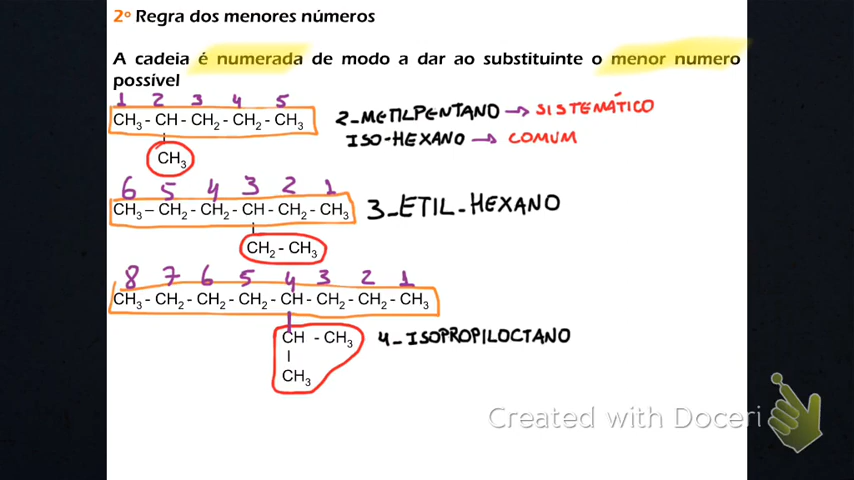 2º Regra dos menores números
A cadeia é numerada de modo a dar ao substituinte o menor numero
possível
1 2 3 4 5
CH3 - CH - CH2 - CH2 - CH3
CH3
2-METILPENTANO → SISTEMÁTICO
ISO-HEXANO → COMUM
6 5 4 3 2 1
CH3 – CH2 - CH2 - CH - CH2 - CH3
CH2 - CH3
3-ETIL-HEXANO
8 7 6 5 4 3 2 1
CH3 - CH2 - CH2 - CH2 - CH - CH2 - CH2 - CH3
CH - CH3
CH3
4-ISOPROPILOCTANO
Created with Doceri